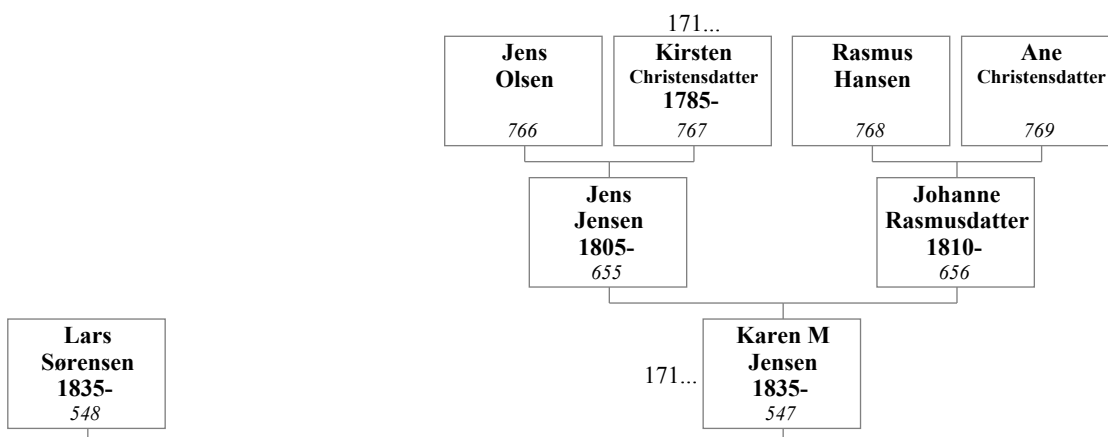 171...
Jens
Olsen
766
Kirsten
Christensdatter
1785-
767
Rasmus
Hansen
768
Ane
Christensdatter
769
Jens
Jensen
1805-
655
Johanne
Rasmusdatter
1810-
656
Lars
Sørensen
1835-
548
171...
Karen M
Jensen
1835-
547